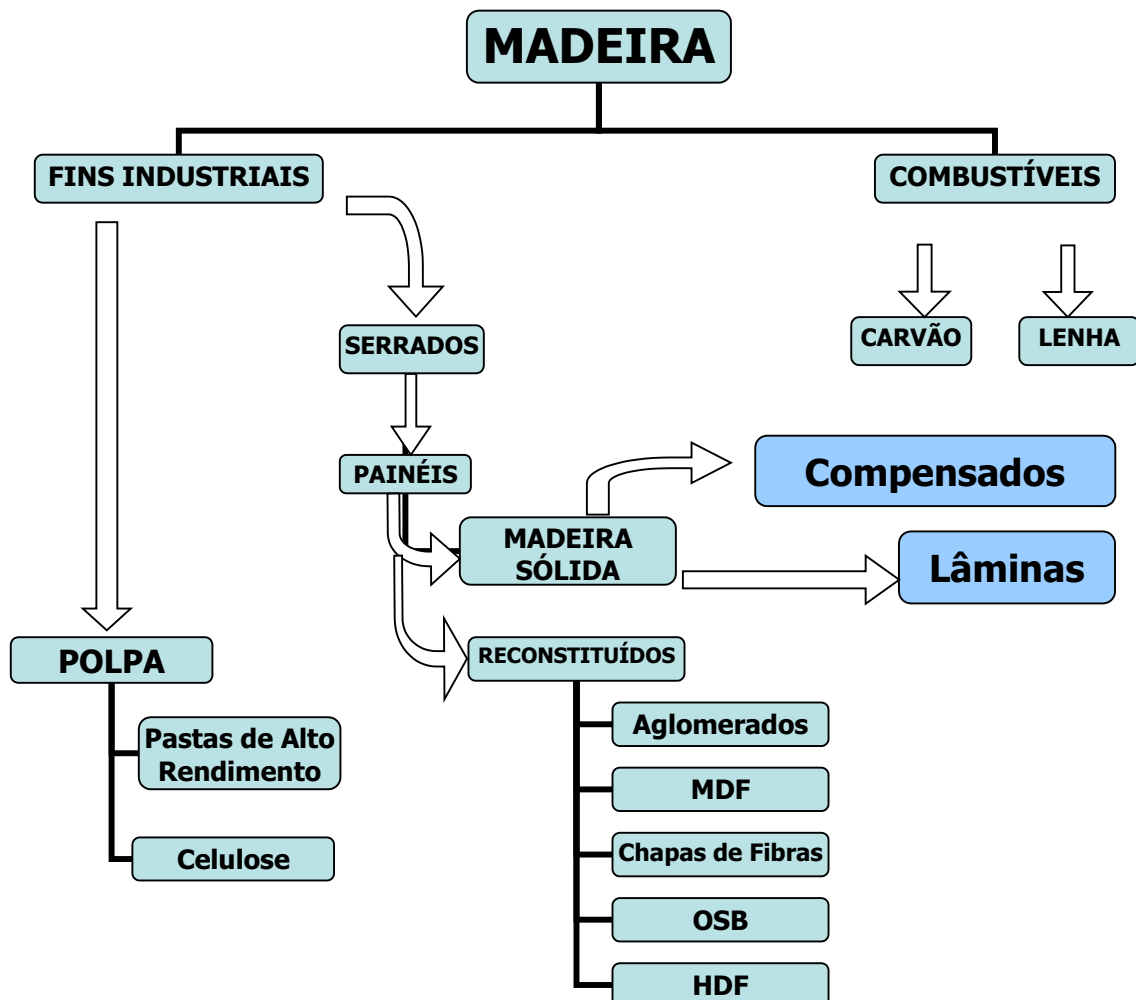 MADEIRA
FINS INDUSTRIAIS
COMBUSTÍVEIS
SERRADOS
CARVÃO
LENHA
PAINÉIS
Compensados
MADEIRA
SÓLIDA
Lâminas
POLPA
RECONSTITUÍDOS
Pastas de Alto
Rendimento
Aglomerados
MDF
Celulose
Chapas de Fibras
OSB
HDF